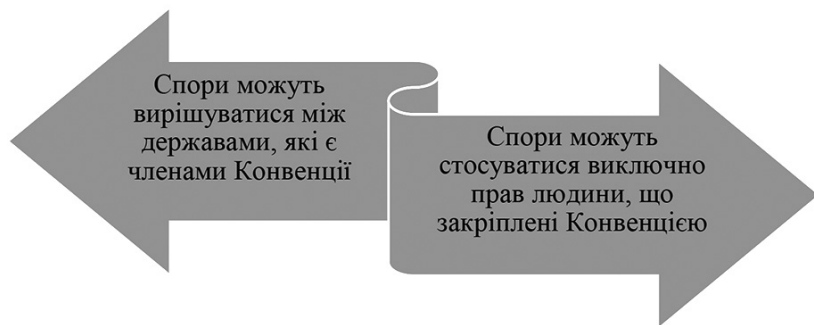 Спори можуть
вирішуватися між
державами, які є
членами Конвенції
Спори можуть
стосуватися виключно
прав людини, що
закріплені Конвенцією